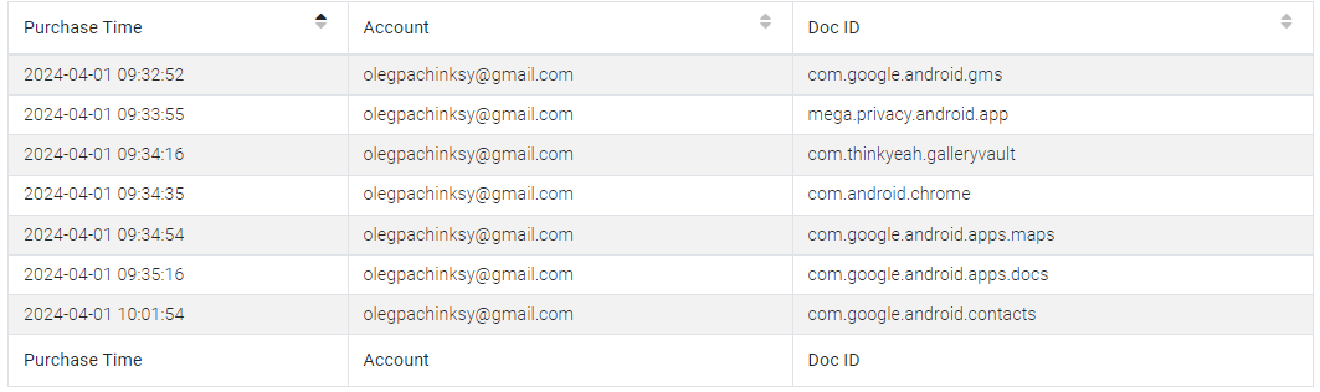 Purchase Time Account Doc ID
2024-04-01 09:32:52 olegpachinksy@gmail.com com.google.android.gms
2024-04-01 09:33:55 olegpachinksy@gmail.com mega.privacy.android.app
2024-04-01 09:34:16 olegpachinksy@gmail.com com.thinkyeah.galleryvault
2024-04-01 09:34:35 olegpachinksy@gmail.com com.android.chrome
2024-04-01 09:34:54 olegpachinksy@gmail.com com.google.android.apps.maps
2024-04-01 09:35:16 olegpachinksy@gmail.com com.google.android.apps.docs
2024-04-01 10:01:54 olegpachinksy@gmail.com com.google.android.contacts
Purchase Time Account Doc ID